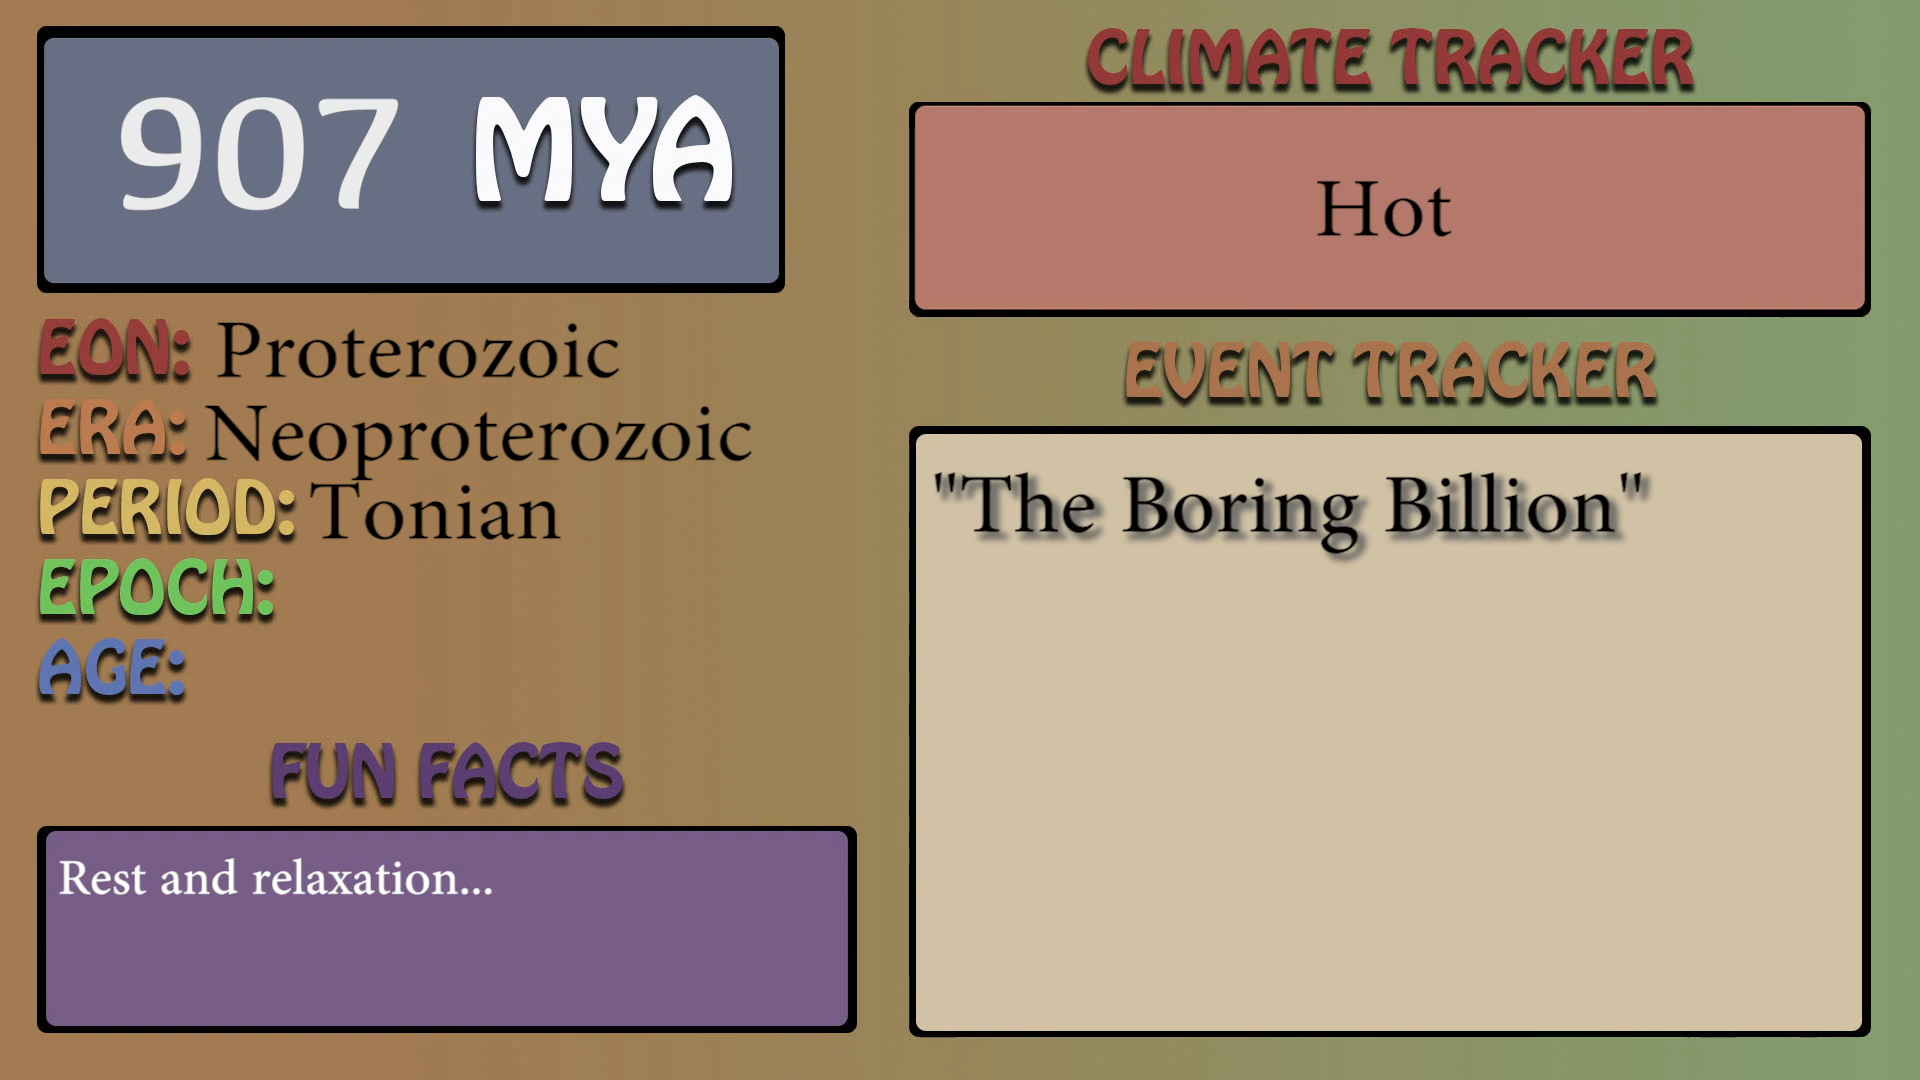 907 MYA
EON: Proterozoic
ERA: Neoproterozoic
PERIOD: Tonian
EPOCH:
AGE:
FUN FACTS
Rest and relaxation...
CLIMATE TRACKER
Hot
EVENT TRACKER
"The Boring Billion"